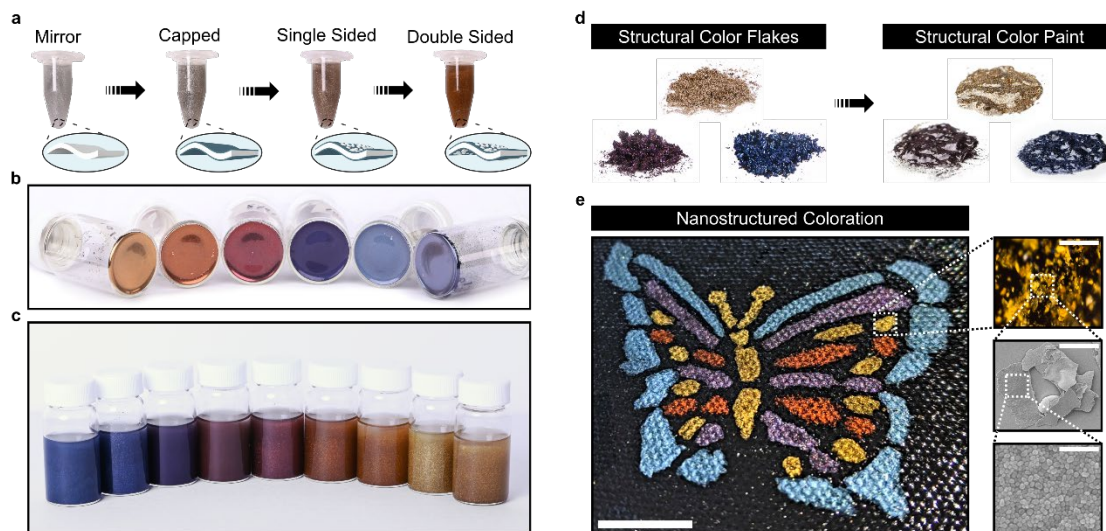 a
Mirror
Capped
Single Sided
Double Sided
b
c
d
Structural Color Flakes
Structural Color Paint
e
Nanostructured Coloration